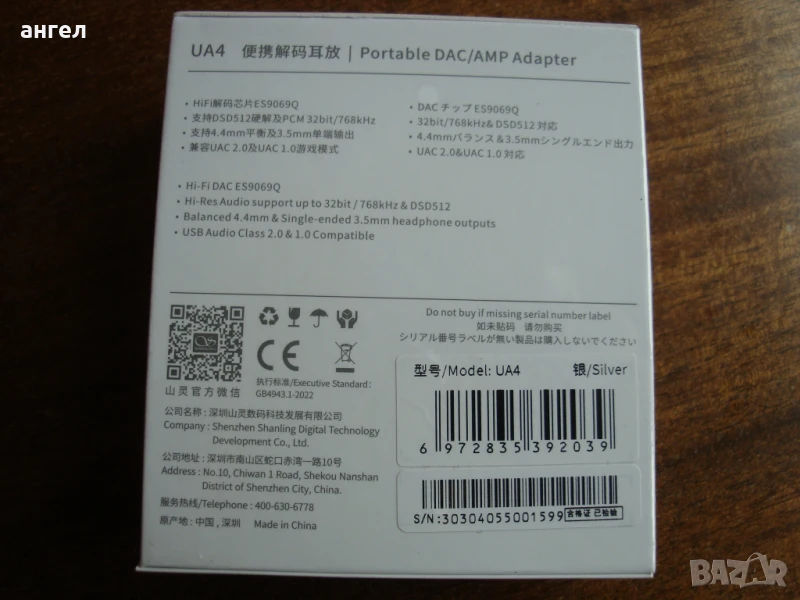 ангел
UA4 便携解码耳放 | Portable DAC/AMP Adapter
• HiFi解码芯片ES9069Q
• 支持DSD512硬解及PCM 32bit/768kHz
• 支持4.4mm平衡及3.5mm单端输出
• 兼容UAC 2.0及UAC 1.0游戏模式
• DAC チップ ES9069Q
• 32bit/768kHz& DSD512 対応
• 4.4mmバランス＆3.5mmシングルエンド出力
• UAC 2.0&UAC 1.0 対応
• Hi-Fi DAC ES9069Q
• Hi-Res Audio support up to 32bit / 768kHz & DSD512
• Balanced 4.4mm & Single-ended 3.5mm headphone outputs
• USB Audio Class 2.0 & 1.0 Compatible
山灵官方微信
执行标准/Executive Standard:
GB4943.1-2022
公司名称：深圳山灵数码科技发展有限公司
Company : Shenzhen Shanling Digital Technology
Development Co., Ltd.
公司地址：深圳市南山区蛇口赤湾一路10号
Address : No.10, Chiwan 1 Road, Shekou Nanshan
District of Shenzhen City, China.
服务热线/Telephone : 400-630-6778
原产地：中国，深圳 Made in China
Do not buy if missing serial number label
如未贴码 请勿购买
シリアル番号ラベルが無い製品は購入しないでください
型号/Model: UA4 银/Silver
6 972835 392039
S/N:30304055001599 合格证 已检验
BAZAR